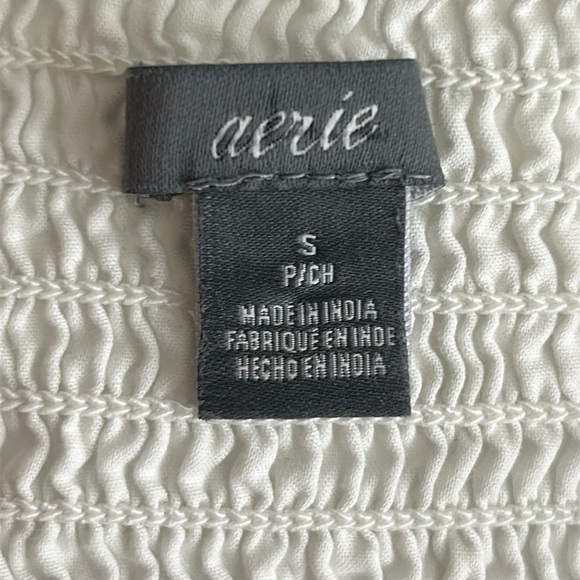 aerie
S
P/CH
MADE IN INDIA
FABRIQUÉ EN INDE
HECHO EN INDIA